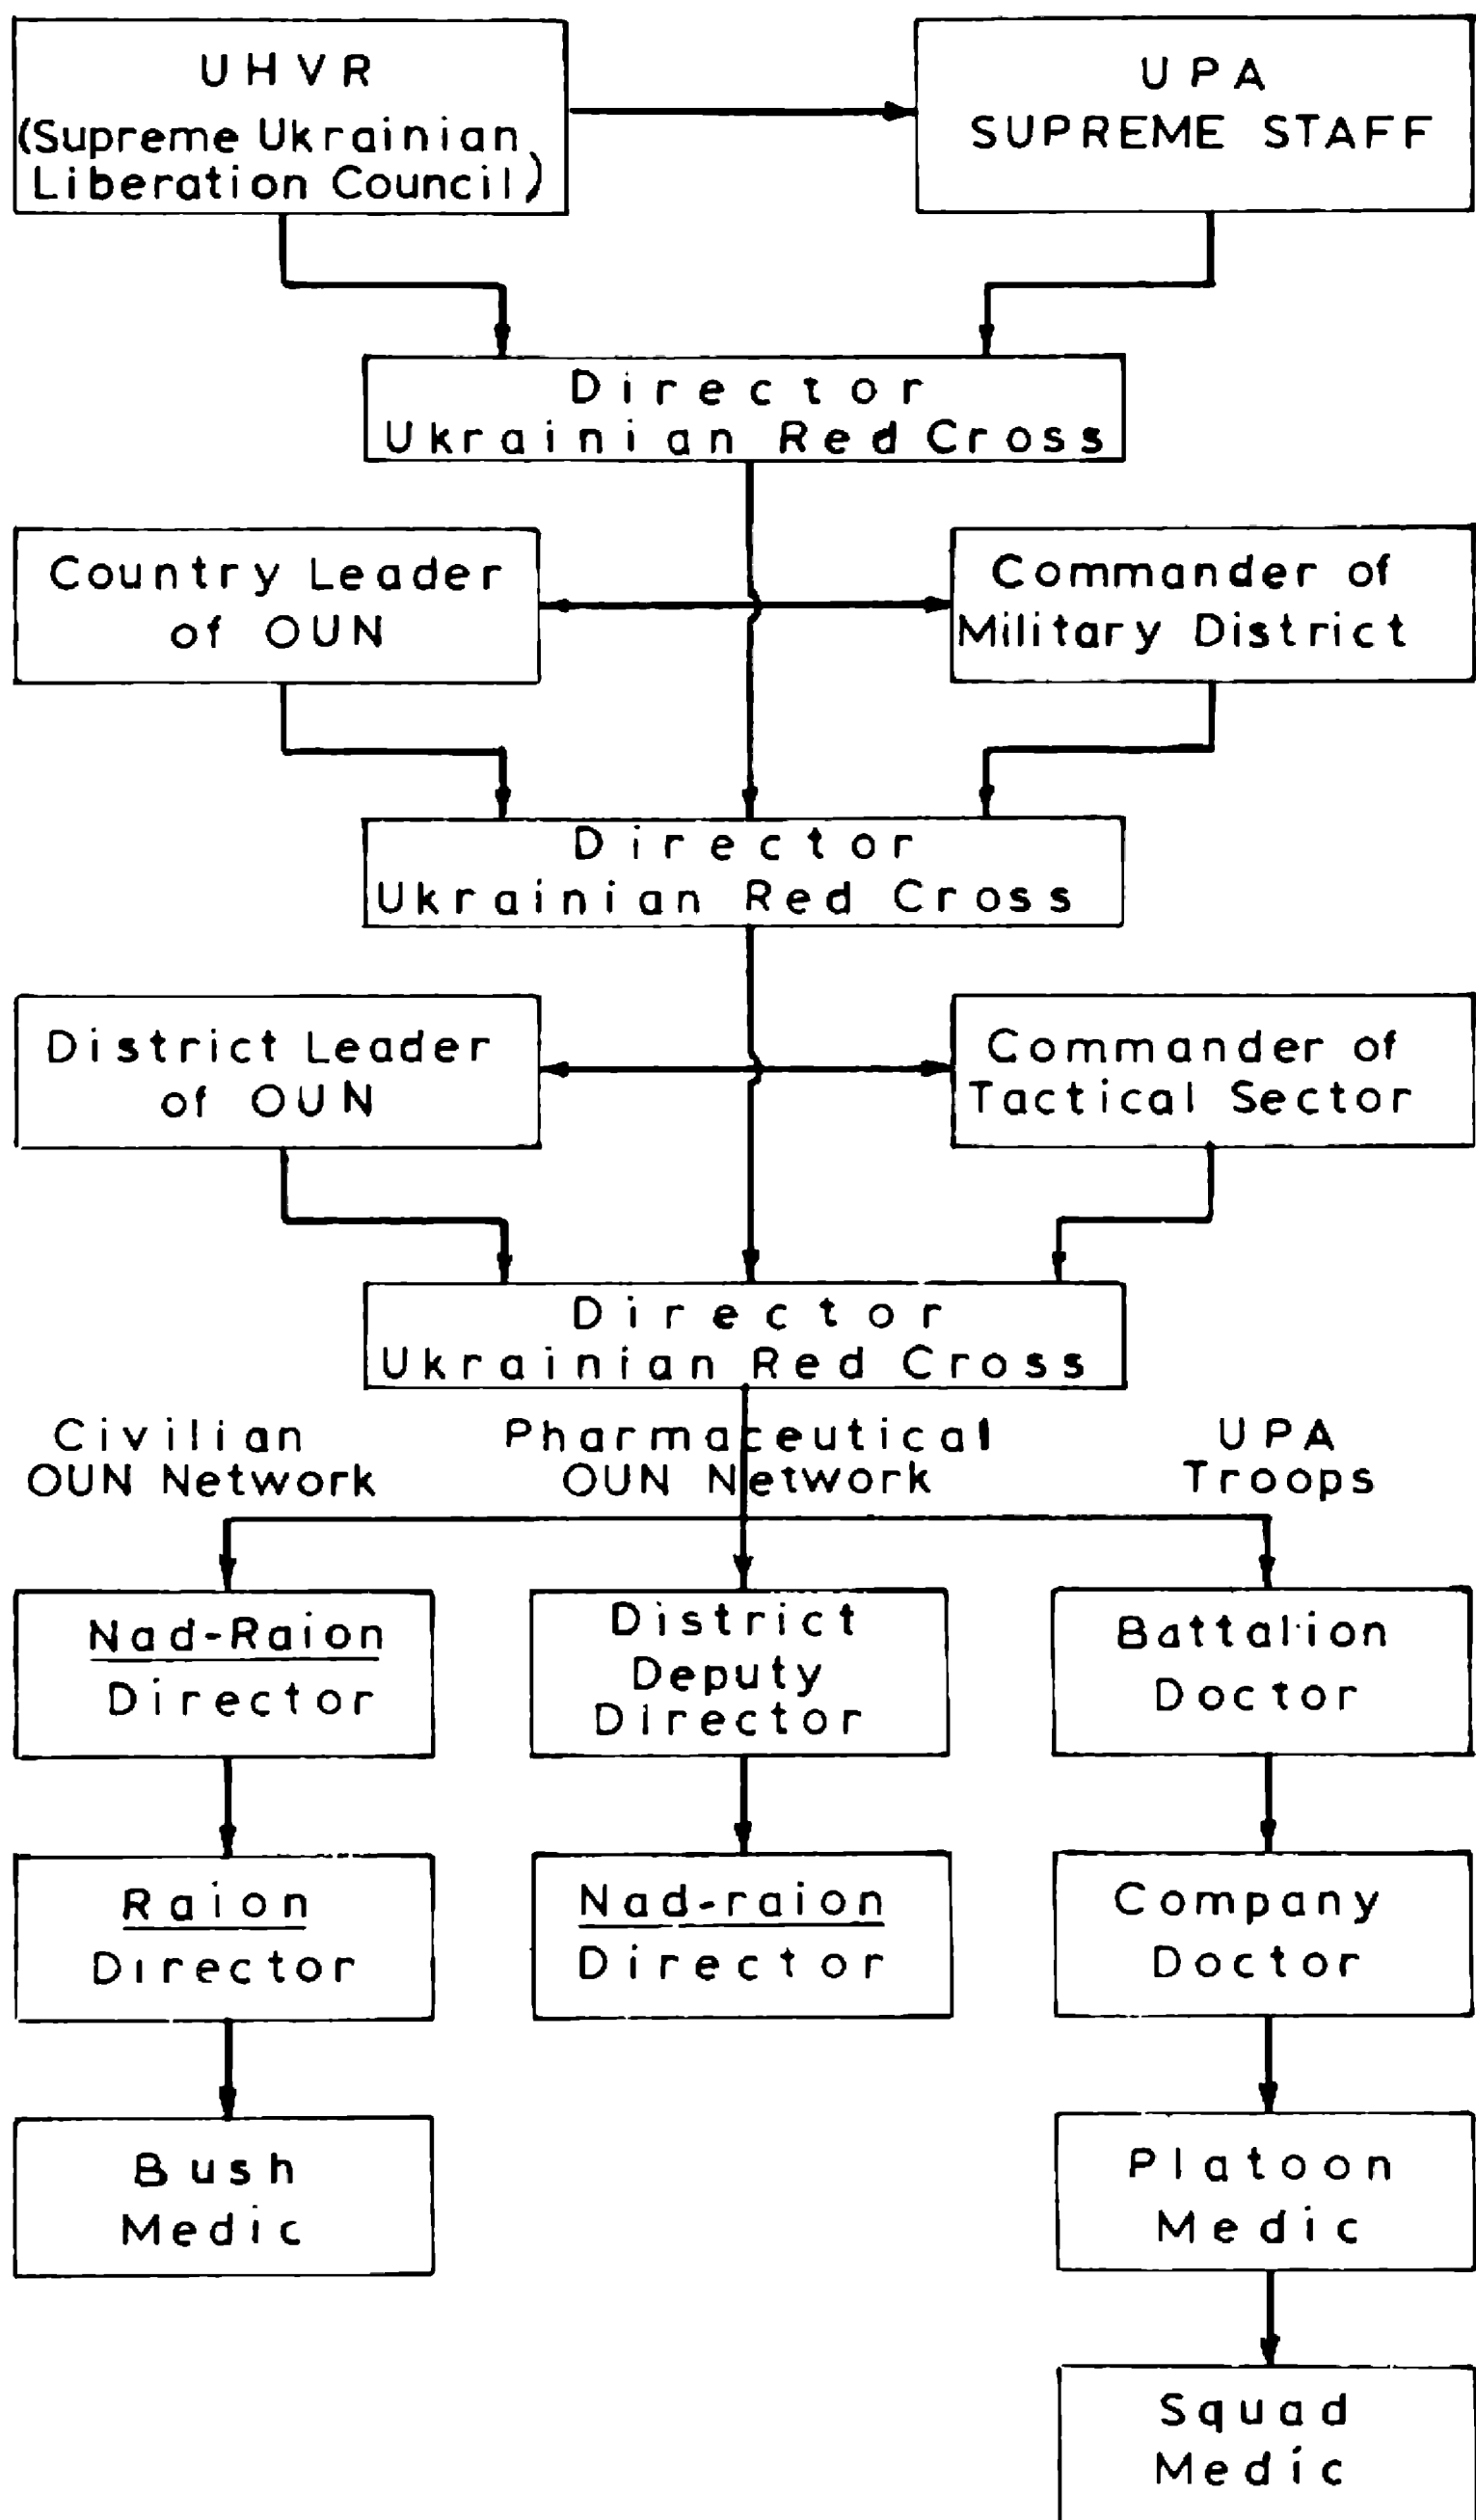 UHVR
(Supreme Ukrainian
Liberation Council)
UPA
SUPREME STAFF
Director
Ukrainian Red Cross
Country Leader
of OUN
Commander of
Military District
Director
Ukrainian Red Cross
District Leader
of OUN
Commander of
Tactical Sector
Director
Ukrainian Red Cross
Civilian
OUN Network
Pharmaceutical
OUN Network
UPA
Troops
Nad-Raion
Director
District
Deputy
Director
Battalion
Doctor
Raion
Director
Nad-raion
Director
Company
Doctor
Bush
Medic
Platoon
Medic
Squad
Medic